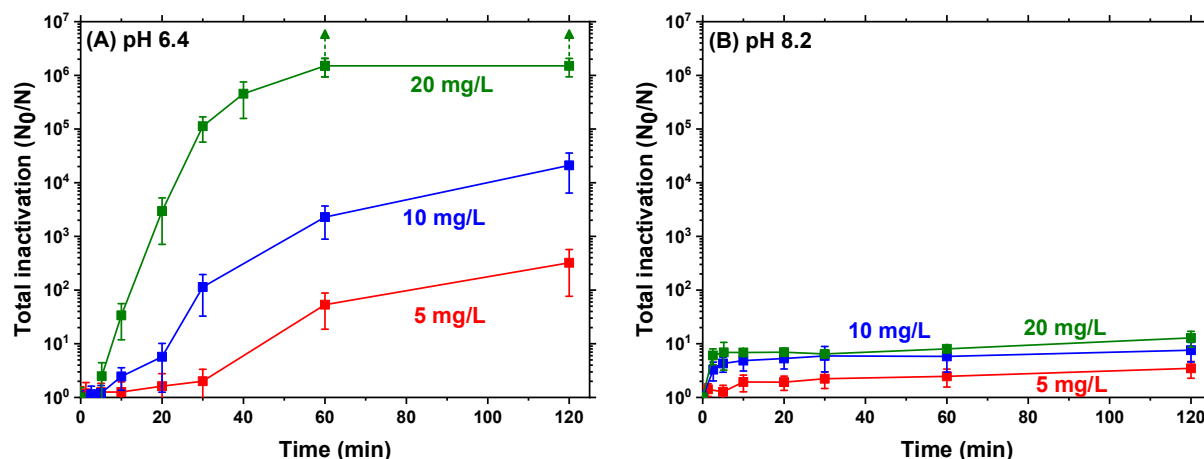 (A) pH 6.4
Total inactivation (N₀/N)
10⁷
10⁶
10⁵
10⁴
10³
10²
10¹
10⁰
20 mg/L
10 mg/L
5 mg/L
0 20 40 60 80 100 120
Time (min)
(B) pH 8.2
Total inactivation (N₀/N)
10⁷
10⁶
10⁵
10⁴
10³
10²
10¹
10⁰
10 mg/L
20 mg/L
5 mg/L
0 20 40 60 80 100 120
Time (min)